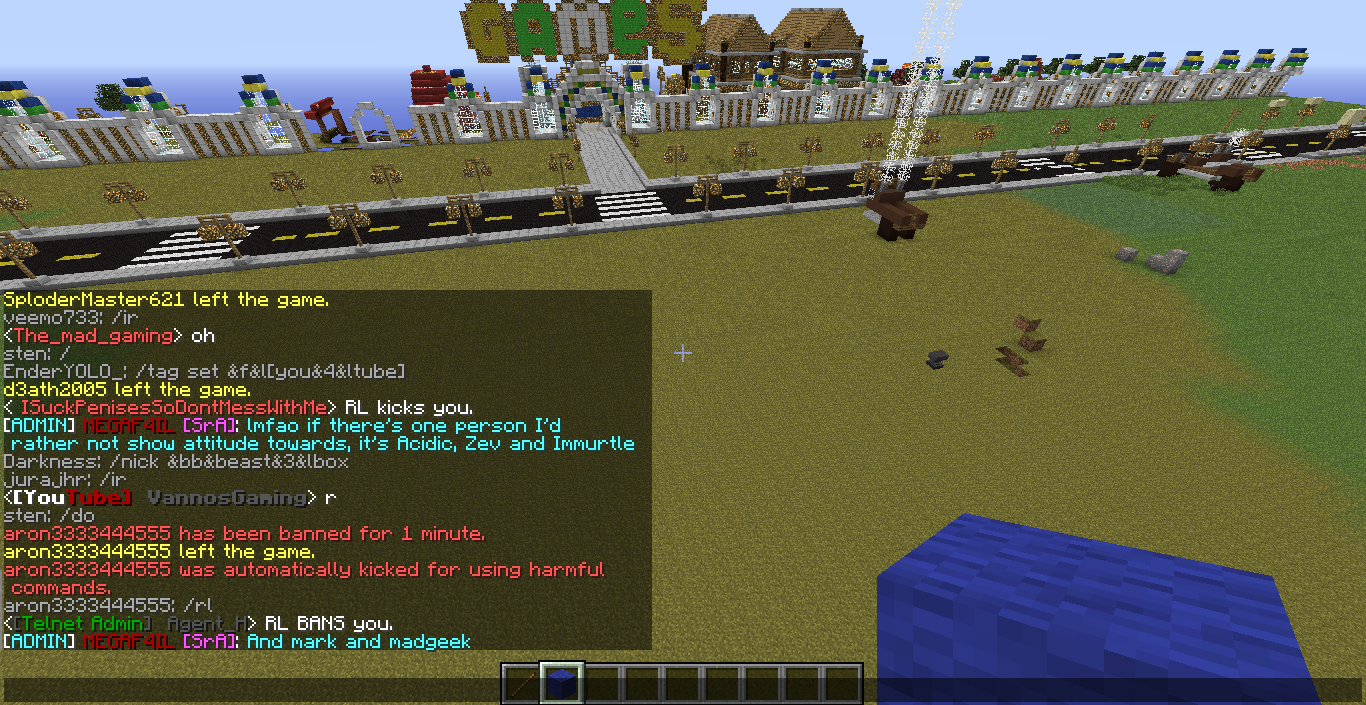 GAMES
SploderMaster621 left the game.
veemo733: /ir
<The_mad_gaming> oh
sten: /
EnderYOLO_: /tag set &f&l[you&4&ltube]
d3ath2005 left the game.
< ISuckPenisesSoDontMessWithMe> RL kicks you.
[ADMIN] MEGAF4IL [SrA]: lmfao if there's one person I'd
rather not show attitude towards, it's Acidic, Zev and Immurtle
Darkness: /nick &bb&beast&3&lbox
jurajhr: /ir
<[YouTube] VannosGaming> r
sten: /do
aron3333444555 has been banned for 1 minute.
aron3333444555 left the game.
aron3333444555 was automatically kicked for using harmful
commands.
aron3333444555: /rl
<[Telnet Admin] Agent_H> RL BANS you.
[ADMIN] MEGAF4IL [SrA]: And mark and madgeek